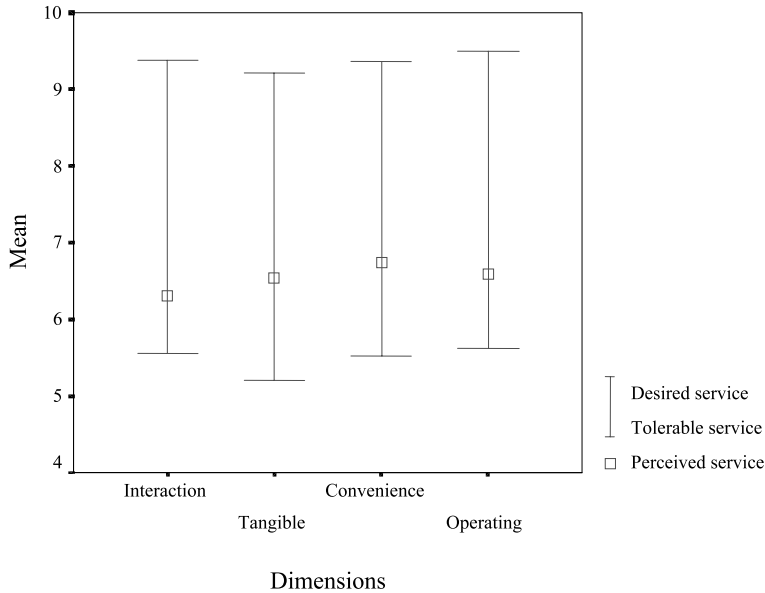 10
9
8
7
6
5
4
Mean
Interaction
Convenience
Tangible
Operating
Dimensions
Desired service
Tolerable service
Perceived service